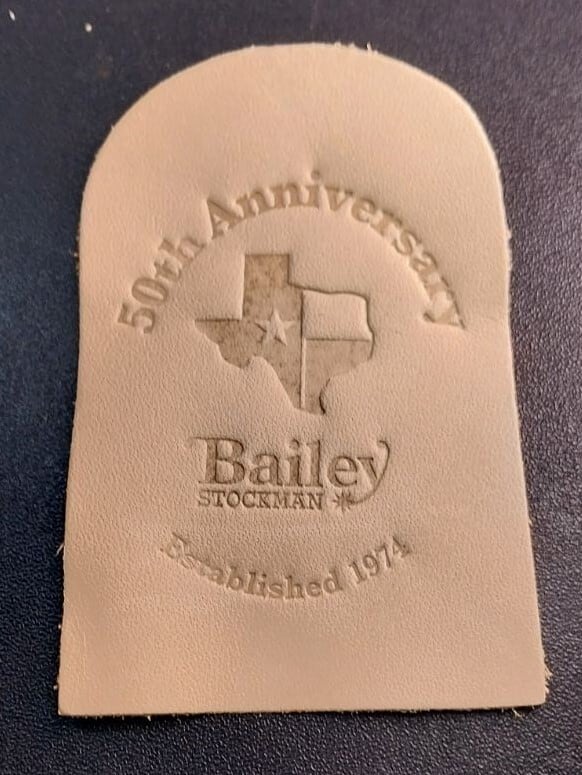 50th Anniversary
Bailey
STOCKMAN
Established 1974